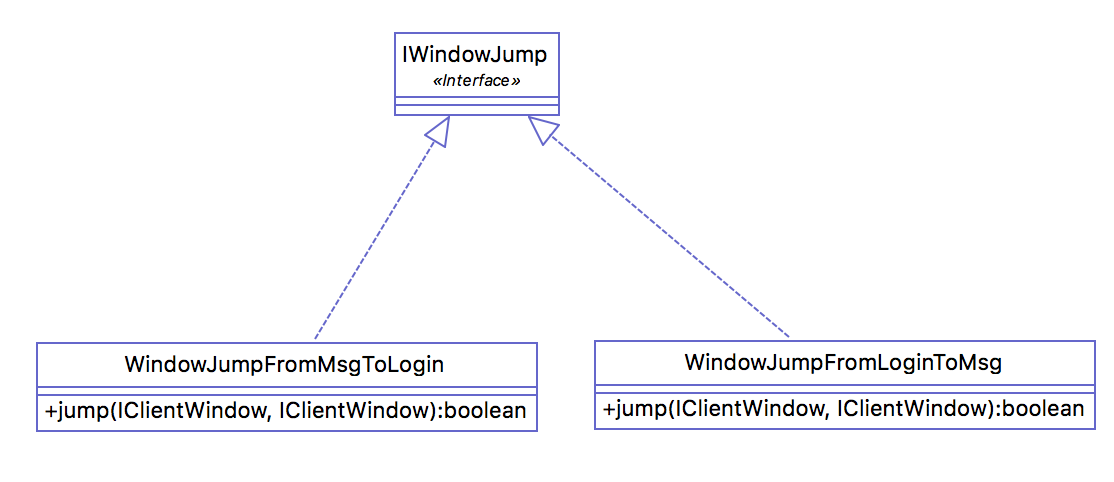 IWindowJump
«Interface»
WindowJumpFromMsgToLogin
+jump(IClientWindow, IClientWindow):boolean
WindowJumpFromLoginToMsg
+jump(IClientWindow, IClientWindow):boolean